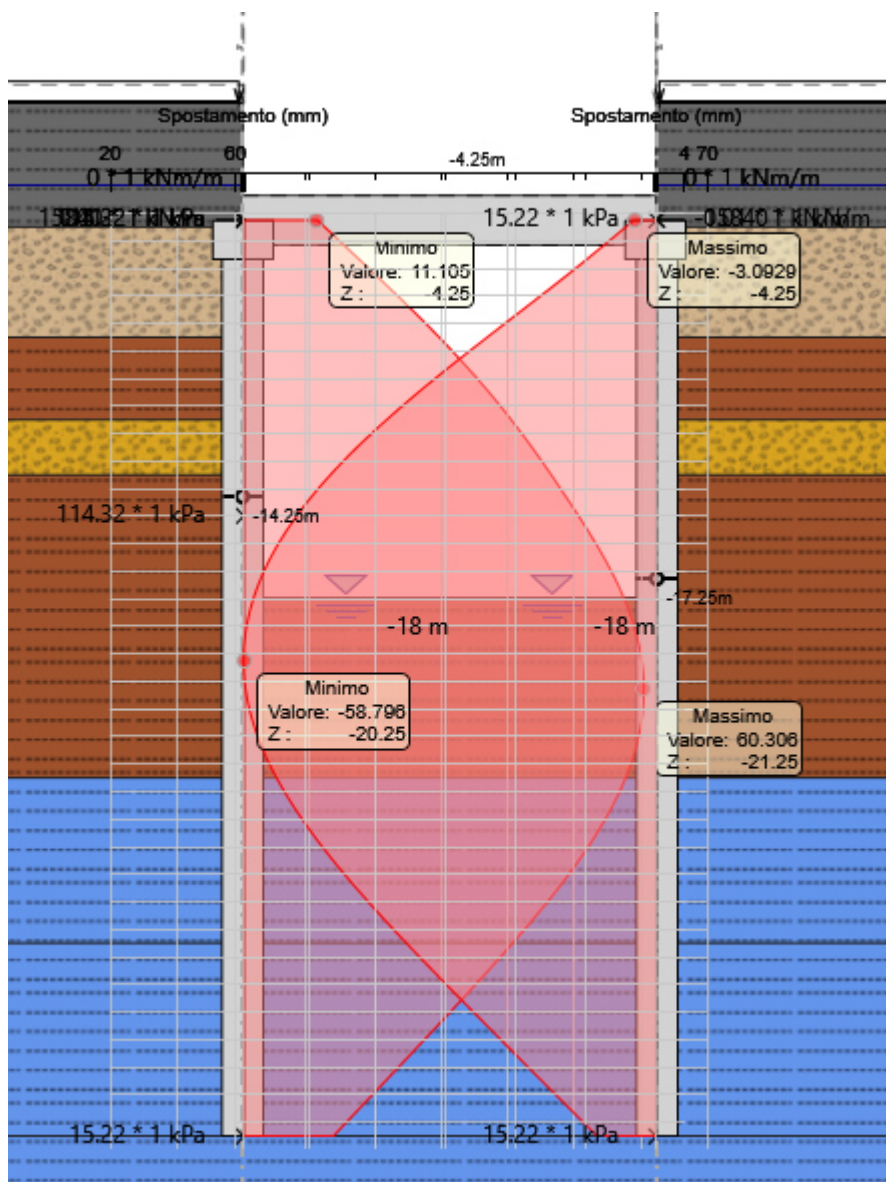 Spostamento (mm)
Spostamento (mm)
20
60
-4.25m
4
70
0 * 1 kNm/m
0 * 1 kNm/m
15.22 * 1 kPa
Minimo
Valore: 11.105
Z : -4.25
Massimo
Valore: -3.0929
Z : -4.25
114.32 * 1 kPa
-14.25m
-17.25m
-18 m
-18 m
Minimo
Valore: -58.796
Z : -20.25
Massimo
Valore: 60.306
Z : -21.25
15.22 * 1 kPa
15.22 * 1 kPa